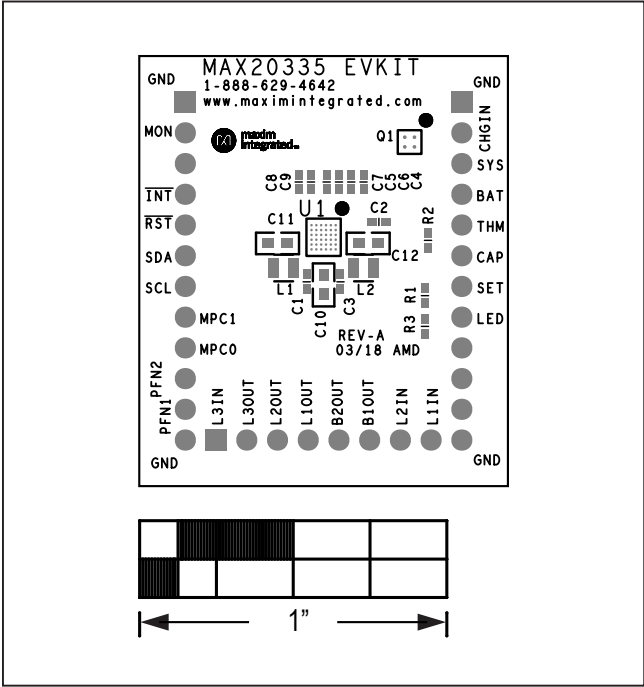 MAX20335 EVKIT
1-888-629-4642
www.maximintegrated.com
GND
GND
maxim
integrated™
MON
CHGIN
Q1
SYS
INT
BAT
RST
THM
SDA
CAP
SCL
SET
MPC1
LED
MPC0
PFN2
PFN1
C8
C9
C7
C5
C6
C4
U1
C2
R2
C11
C12
L1
L2
C1
C10
C3
R1
R3
REV-A
03/18 AMD
L3IN
L3OUT
L2OUT
L1OUT
B2OUT
B1OUT
L2IN
L1IN
GND
GND
1”